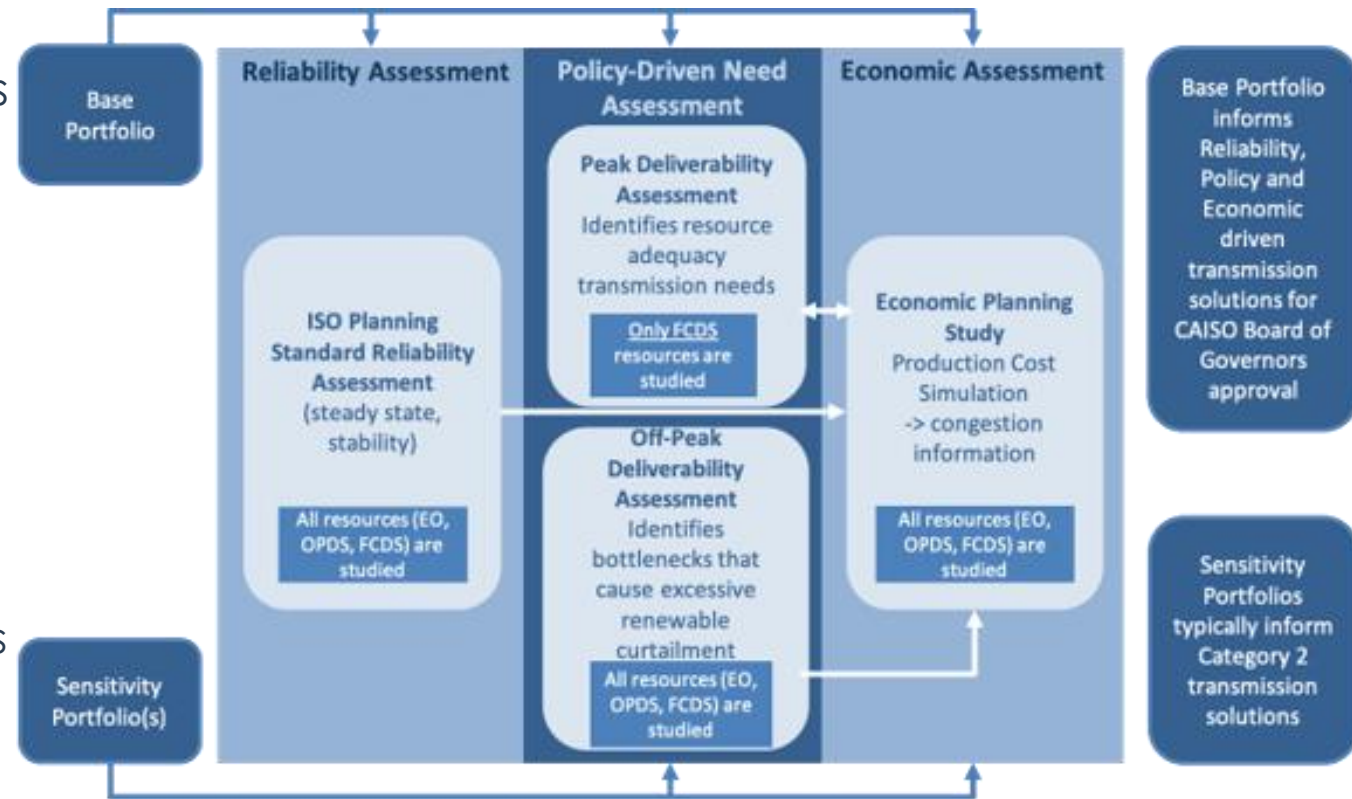 S
Base
Portfolio
S
Sensitivity
Portfolio(s)
Reliability Assessment
ISO Planning
Standard Reliability
Assessment
(steady state,
stability)
All resources (EO,
OPDS, FCDS) are
studied
Policy-Driven Need
Assessment
Peak Deliverability
Assessment
Identifies resource
adequacy
transmission needs
Only FCDS
resources are
studied
Off-Peak
Deliverability
Assessment
Identifies
bottlenecks that
cause excessive
renewable
curtailment
All resources (EO,
OPDS, FCDS) are
studied
Economic Assessment
Economic Planning
Study
Production Cost
Simulation
-> congestion
information
All resources (EO,
OPDS, FCDS) are
studied
Base Portfolio
informs
Reliability,
Policy and
Economic
driven
transmission
solutions for
CAISO Board of
Governors
approval
Sensitivity
Portfolios
typically inform
Category 2
transmission
solutions